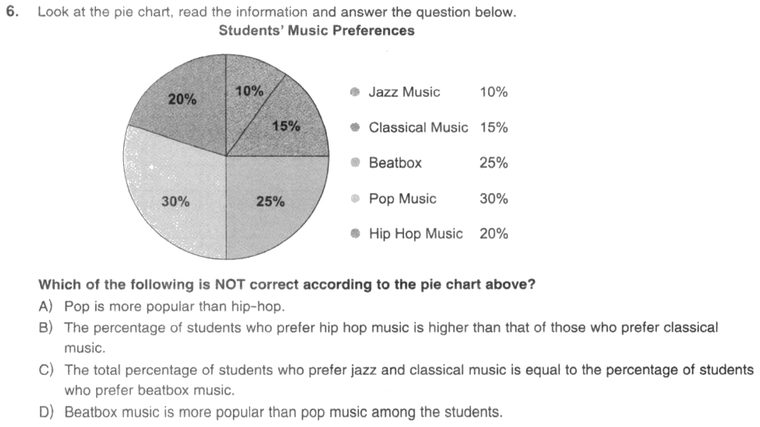 6. Look at the pie chart, read the information and answer the question below.
Students' Music Preferences
20%
10%
15%
30%
25%
Jazz Music 10%
Classical Music 15%
Beatbox 25%
Pop Music 30%
Hip Hop Music 20%
Which of the following is NOT correct according to the pie chart above?
A) Pop is more popular than hip-hop.
B) The percentage of students who prefer hip hop music is higher than that of those who prefer classical
music.
C) The total percentage of students who prefer jazz and classical music is equal to the percentage of students
who prefer beatbox music.
D) Beatbox music is more popular than pop music among the students.